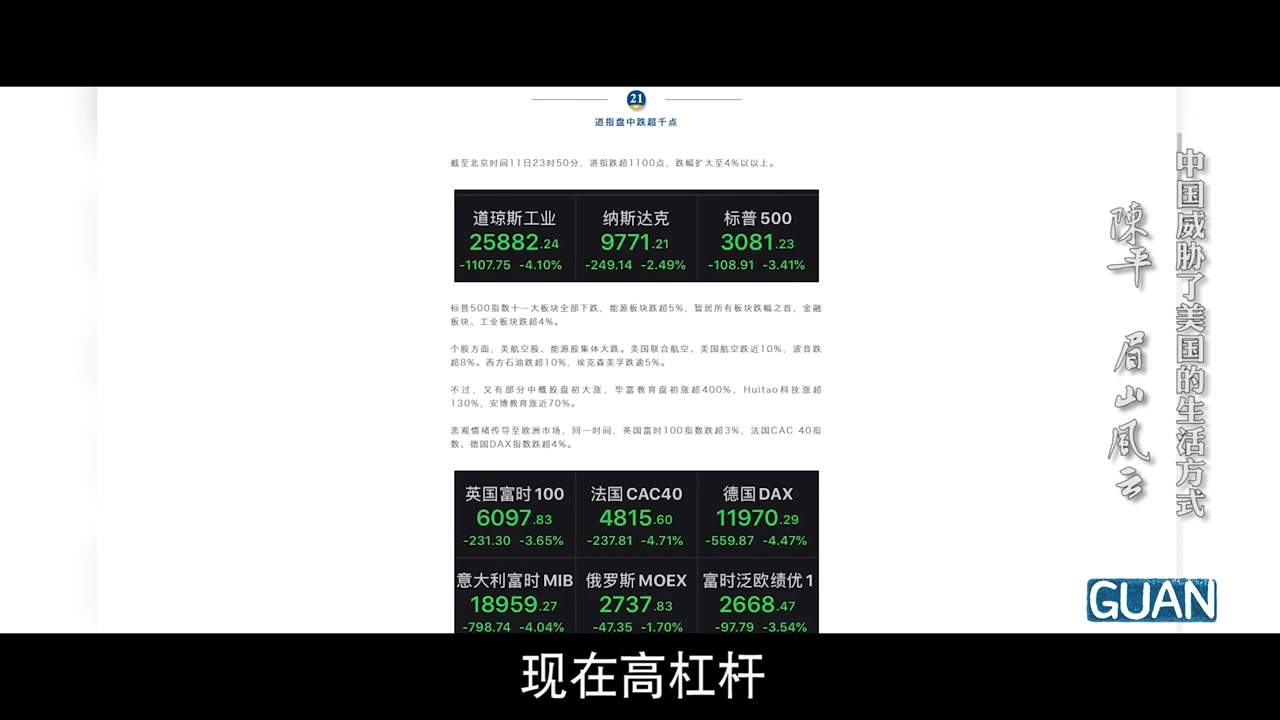 21
道指盘中跌超千点
截至北京时间11日23时50分，道指跌超1100点，跌幅扩大至4%以以上。
道琼斯工业 纳斯达克 标普500
25882.24 9771.21 3081.23
-1107.75 -4.10% -249.14 -2.49% -108.91 -3.41%
标普500指数十一大板块全部下跌，能源板块跌超5%，暂居所有板块跌幅之首，金融
板块、工业板块跌超4%。
个股方面，美航空股、能源股集体大跌。美国联合航空、美国航空跌近10%，波音跌
超8%。西方石油跌超10%，埃克森美孚跌逾5%。
不过，又有部分中概股盘初大涨，华富教育盘初涨超400%，Huitao科技涨超
130%，安博教育涨近70%。
悲观情绪传导至欧洲市场，同一时间，英国富时100指数跌超3%，法国CAC 40指
数、德国DAX指数跌超4%。
英国富时100 法国CAC40 德国DAX
6097.83 4815.60 11970.29
-231.30 -3.65% -237.81 -4.71% -559.87 -4.47%
意大利富时MIB 俄罗斯MOEX 富时泛欧绩优1
18959.27 2737.83 2668.47
-798.74 -4.04% -47.35 -1.70% -97.79 -3.54%
中国威胁了美国的生活方式
陳平 眉山風云
GUAN
现在高杠杆